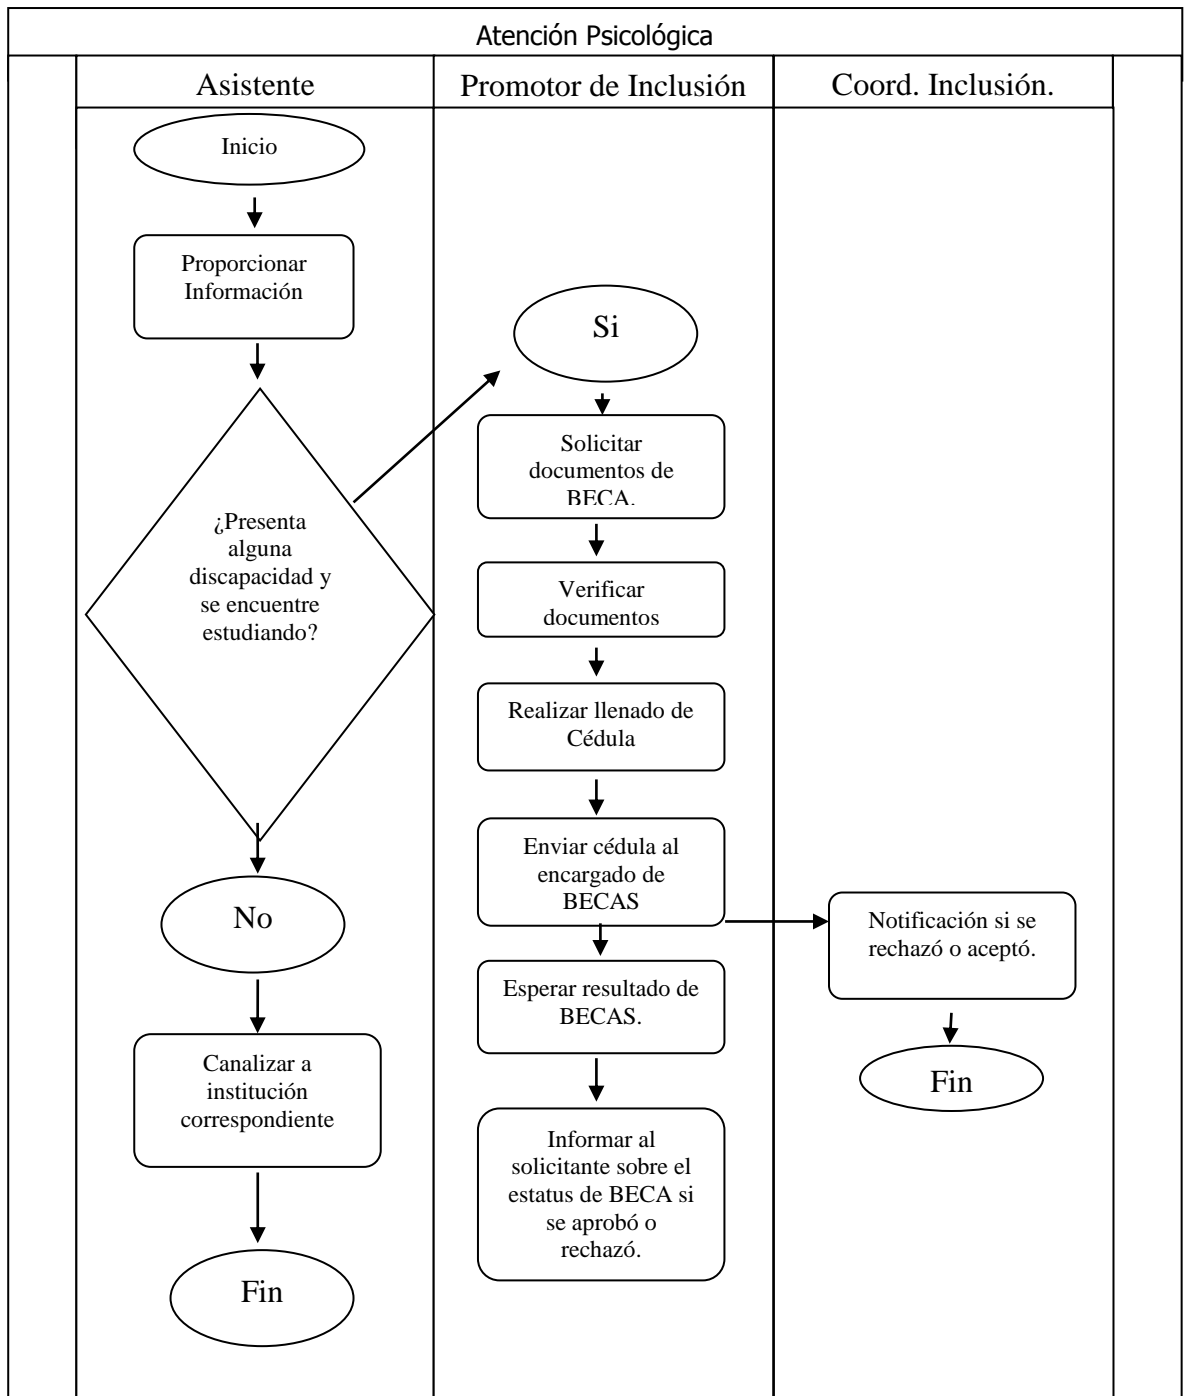 Atención Psicológica
Asistente
Promotor de Inclusión
Coord. Inclusión.
Inicio
Proporcionar
Información
¿Presenta
alguna
discapacidad y
se encuentre
estudiando?
No
Canalizar a
institución
correspondiente
Fin
Si
Solicitar
documentos de
BECA.
Verificar
documentos
Realizar llenado de
Cédula
Enviar cédula al
encargado de
BECAS
Esperar resultado de
BECAS.
Informar al
solicitante sobre el
estatus de BECA si
se aprobó o
rechazó.
Notificación si se
rechazó o aceptó.
Fin